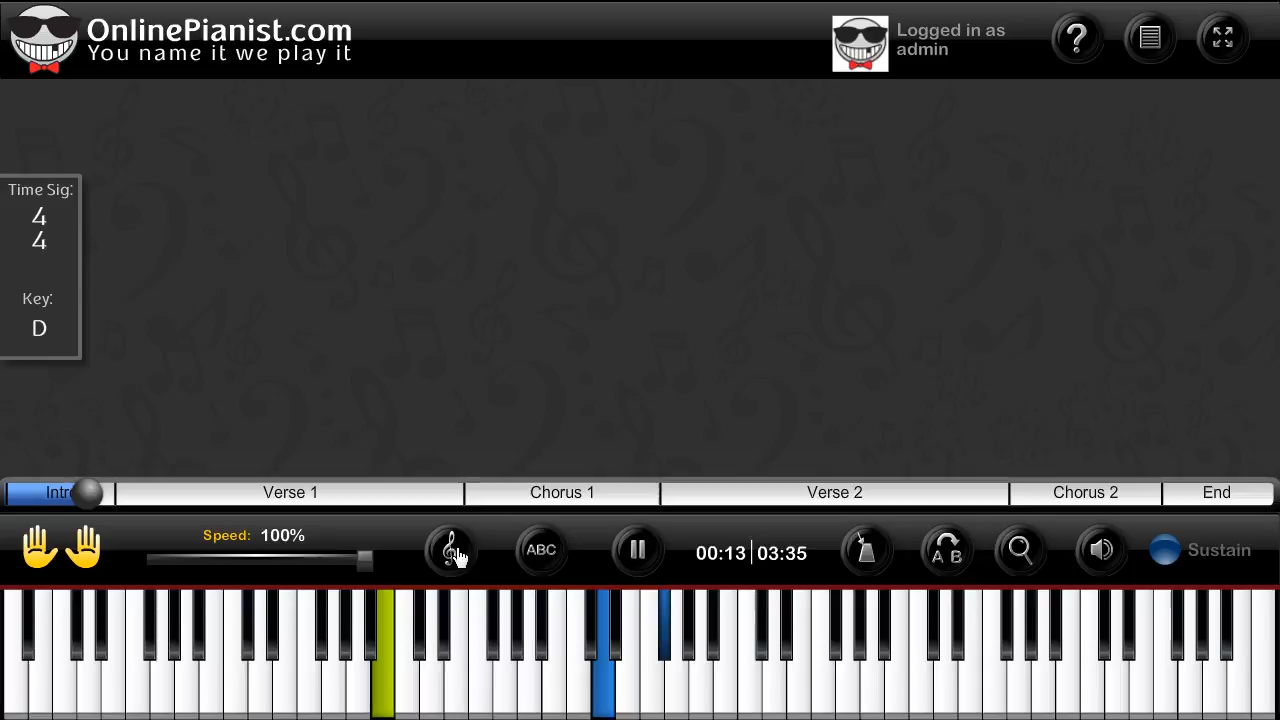 OnlinePianist.com
You name it we play it
Logged in as
admin
?
Time Sig:
4
4
Key:
D
Intro
Verse 1
Chorus 1
Verse 2
Chorus 2
End
Speed: 100%
ABC
00:13 | 03:35
A B
Sustain